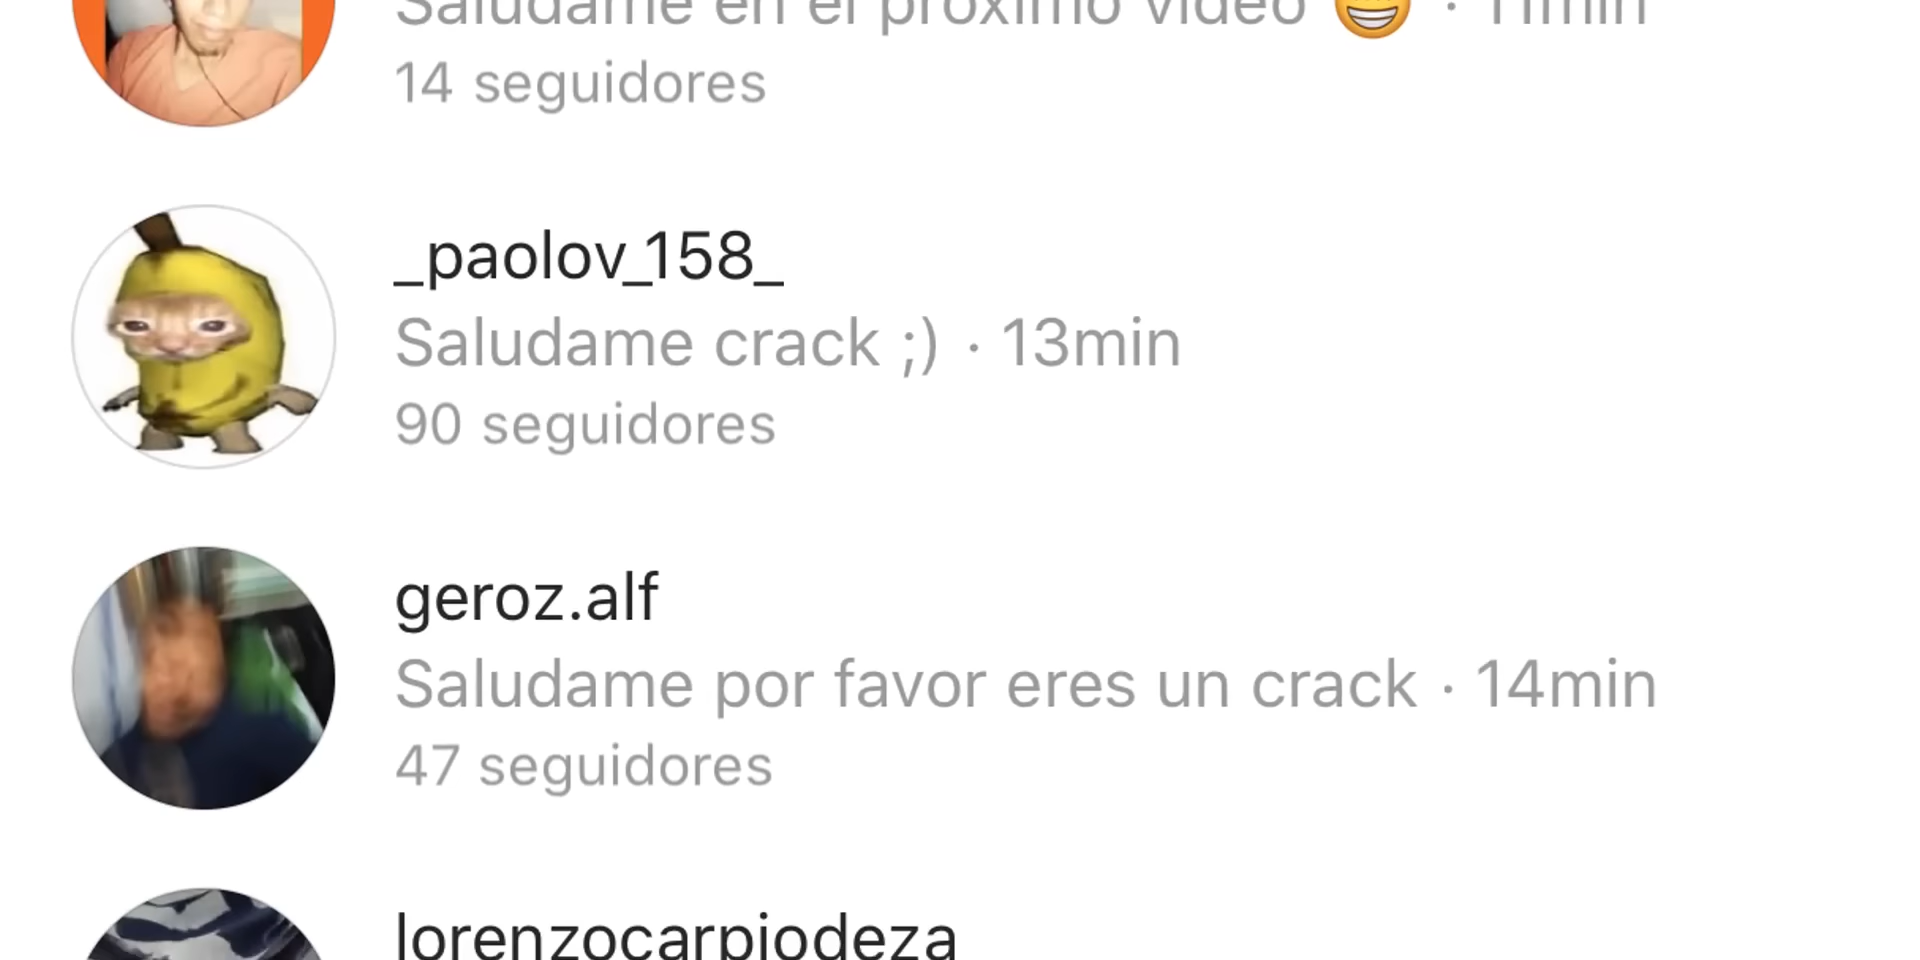 Saludame en el próximo video 😁 · 11min
14 seguidores
_paolov_158_
Saludame crack ;) · 13min
90 seguidores
geroz.alf
Saludame por favor eres un crack · 14min
47 seguidores
lorenzocarpiodeza